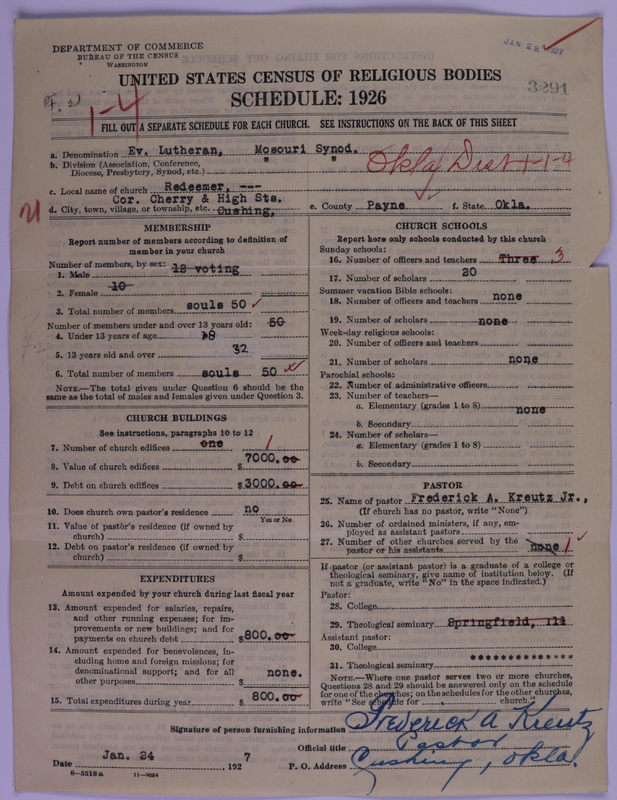 DEPARTMENT OF COMMERCE
BUREAU OF THE CENSUS
WASHINGTON
JAN 28 1927
3291
UNITED STATES CENSUS OF RELIGIOUS BODIES
SCHEDULE: 1926
1-4
FILL OUT A SEPARATE SCHEDULE FOR EACH CHURCH. SEE INSTRUCTIONS ON THE BACK OF THIS SHEET
a. Denomination Ev. Lutheran, Mosouri Synod.
b. Division (Association, Conference, Diocese, Presbytery, Synod, etc.) " "
Okla Dist 1-1-4
c. Local name of church Redeemer, ---
Cor. Cherry & High Sts.
d. City, town, village, or township, etc. Cushing, e. County Payne f. State Okla.
MEMBERSHIP
Report number of members according to definition of member in your church
Number of members, by sex:
1. Male 12 voting
2. Female 10
3. Total number of members souls 50
Number of members under and over 13 years old: 50
4. Under 13 years of age 18
5. 13 years old and over 32
6. Total number of members souls 50
NOTE.—The total given under Question 6 should be the same as the total of males and females given under Question 3.
CHURCH BUILDINGS
See instructions, paragraphs 10 to 12
7. Number of church edifices one 1
8. Value of church edifices $ 7000.00
9. Debt on church edifices $ 3000.00
10. Does church own pastor's residence no
Yes or No
11. Value of pastor's residence (if owned by church) $
12. Debt on pastor's residence (if owned by church) $
EXPENDITURES
Amount expended by your church during last fiscal year
13. Amount expended for salaries, repairs, and other running expenses; for improvements or new buildings; and for payments on church debt $ 800.00
14. Amount expended for benevolences, including home and foreign missions; for denominational support; and for all other purposes $ none.
15. Total expenditures during year $ 800.00
CHURCH SCHOOLS
Report here only schools conducted by this church
Sunday schools:
16. Number of officers and teachers Three 3
17. Number of scholars 20
Summer vacation Bible schools:
18. Number of officers and teachers none
19. Number of scholars none
Week-day religious schools:
20. Number of officers and teachers
21. Number of scholars none
Parochial schools:
22. Number of administrative officers
23. Number of teachers—
a. Elementary (grades 1 to 8) none
b. Secondary
24. Number of scholars—
a. Elementary (grades 1 to 8)
b. Secondary
PASTOR
25. Name of pastor Frederick A. Kreutz Jr.,
(If church has no pastor, write "None")
26. Number of ordained ministers, if any, employed as assistant pastors
27. Number of other churches served by the pastor or his assistants none 1
If pastor (or assistant pastor) is a graduate of a college or theological seminary, give name of institution below. (If not a graduate, write "No" in the space indicated.)
Pastor:
28. College
29. Theological seminary Springfield, Ill
Assistant pastor:
30. College
31. Theological seminary ***************
NOTE.—Where one pastor serves two or more churches, Questions 28 and 29 should be answered only on the schedule for one of the churches; on the schedules for the other churches, write "See schedule for church."
Signature of person furnishing information Frederick A Kreutz
Official title Pastor
Date Jan. 24 1927 P. O. Address Cushing, Okla.
8-5518a 11-9034